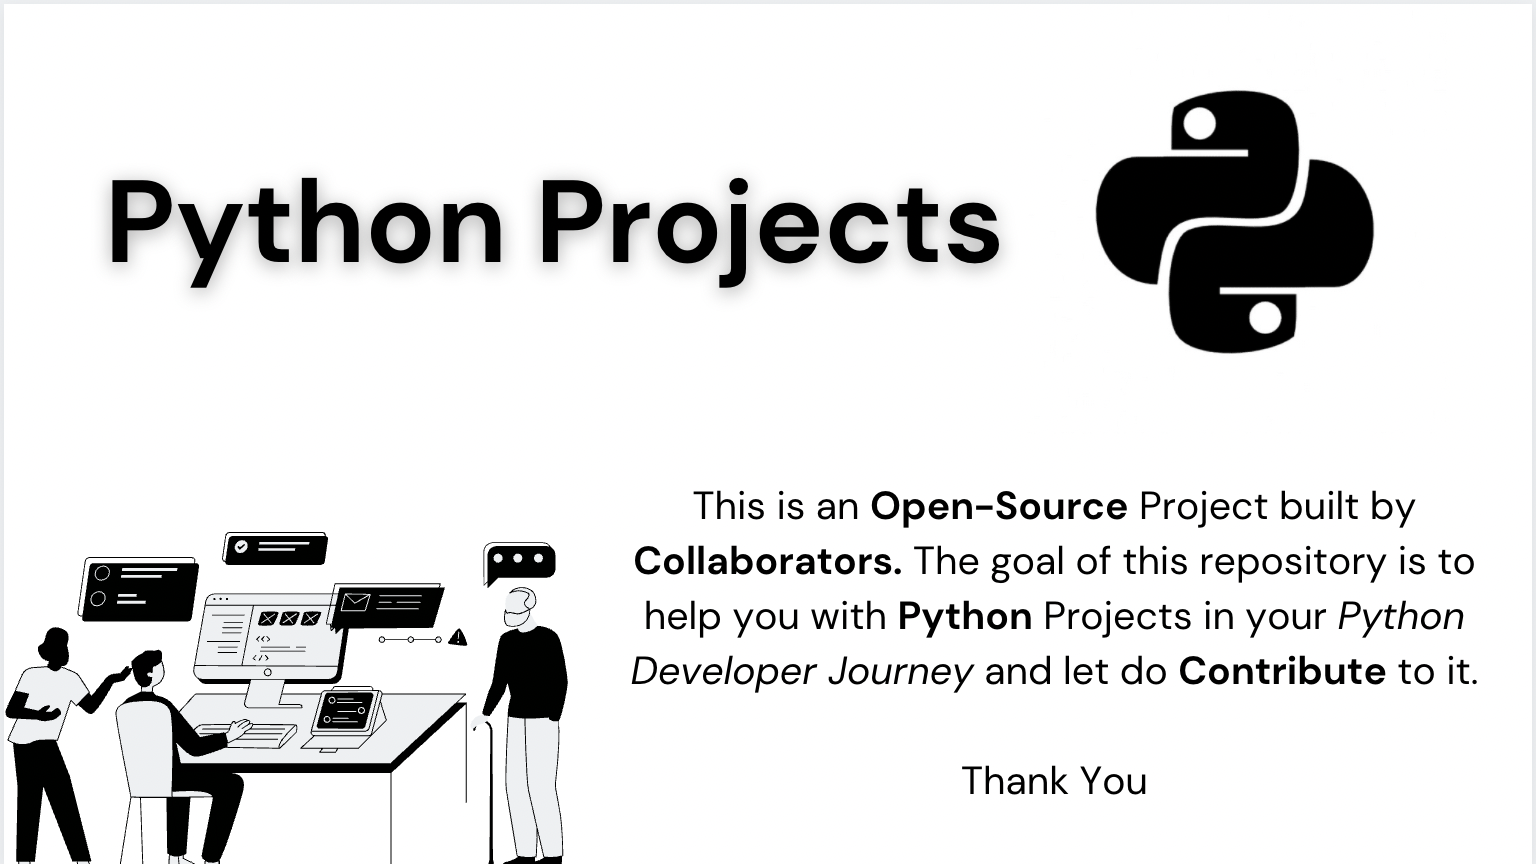 Python Projects
This is an Open-Source Project built by
Collaborators. The goal of this repository is to
help you with Python Projects in your Python
Developer Journey and let do Contribute to it.
Thank You